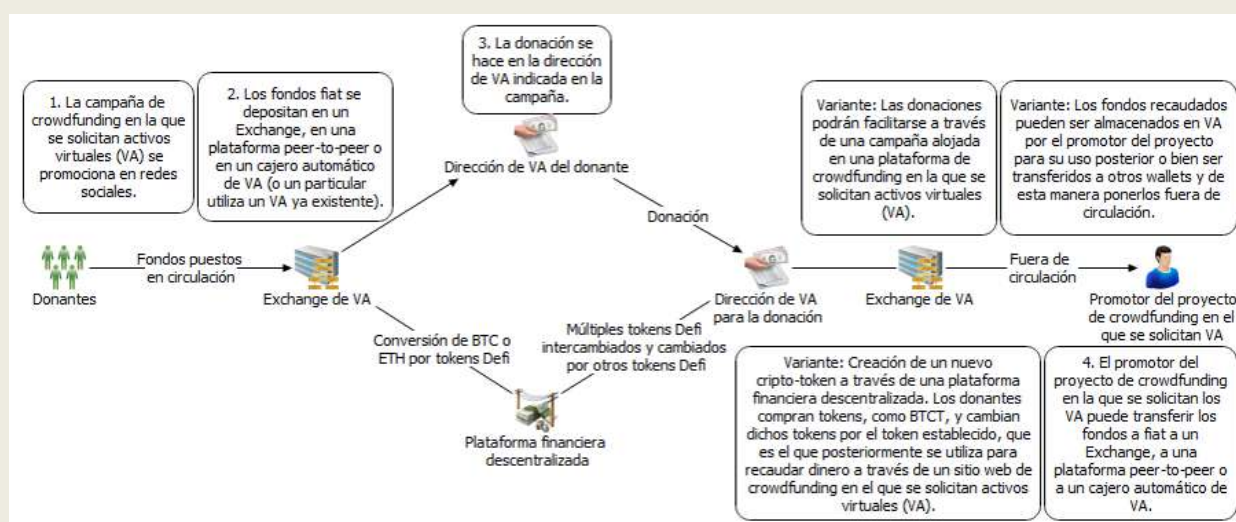 1. La campaña de
crowdfunding en la que
se solicitan activos
virtuales (VA) se
promociona en redes
sociales.
2. Los fondos fiat se
depositan en un
Exchange, en una
plataforma peer-to-peer o
en un cajero automático
de VA (o un particular
utiliza un VA ya existente).
3. La donación se
hace en la dirección
de VA indicada en la
campaña.
Dirección de VA del donante
Variante: Las donaciones
podrán facilitarse a través
de una campaña alojada
en una plataforma de
crowdfunding en la que se
solicitan activos virtuales
(VA).
Variante: Los fondos recaudados
pueden ser almacenados en VA
por el promotor del proyecto
para su uso posterior o bien ser
transferidos a otros wallets y de
esta manera ponerlos fuera de
circulación.
Donación
Donantes
Fondos puestos
en circulación
Exchange de VA
Dirección de VA
para la donación
Exchange de VA
Fuera de
circulación
Promotor del proyecto
de crowdfunding en el
que se solicitan VA
Conversión de BTC o
ETH por tokens Defi
Múltiples tokens Defi
intercambiados y cambiados
por otros tokens Defi
Plataforma financiera
descentralizada
Variante: Creación de un nuevo
cripto-token a través de una plataforma
financiera descentralizada. Los donantes
compran tokens, como BTCT, y cambian
dichos tokens por el token establecido, que
es el que posteriormente se utiliza para
recaudar dinero a través de un sitio web de
crowdfunding en el que se solicitan activos
virtuales (VA).
4. El promotor del
proyecto de crowdfunding
en la que se solicitan los
VA puede transferir los
fondos a fiat a un
Exchange, a una
plataforma peer-to-peer o
a un cajero automático de
VA.